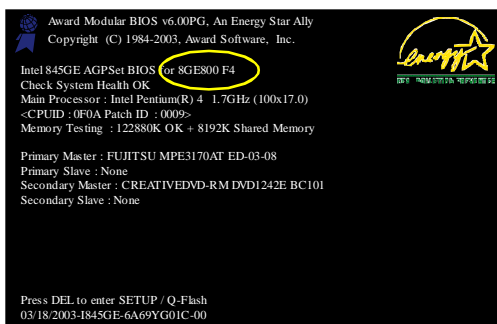 Award Modular BIOS v6.00PG, An Energy Star Ally
Copyright (C) 1984-2003, Award Software, Inc.
energy
Intel 845GE AGPSet BIOS for 8GE800 F4
Check System Health OK
Main Processor : Intel Pentium(R) 4 1.7GHz (100x17.0)
<CPUID : 0F0A Patch ID : 0009>
Memory Testing : 122880K OK + 8192K Shared Memory
Primary Master : FUJITSU MPE3170AT ED-03-08
Primary Slave : None
Secondary Master : CREATIVEDVD-RM DVD1242E BC101
Secondary Slave : None
Press DEL to enter SETUP / Q-Flash
03/18/2003-I845GE-6A69YG01C-00